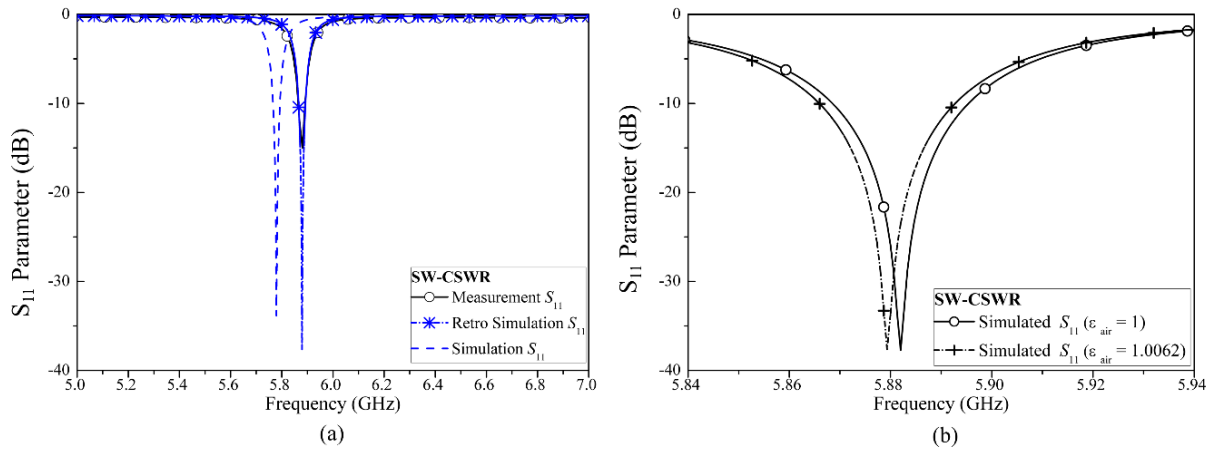 S₁₁ Parameter (dB)
0
-10
-20
-30
-40
SW-CSWR
Measurement S₁₁
Retro Simulation S₁₁
Simulation S₁₁
5.0 5.2 5.4 5.6 5.8 6.0 6.2 6.4 6.6 6.8 7.0
Frequency (GHz)
(a)
S₁₁ Parameter (dB)
0
-10
-20
-30
-40
SW-CSWR
Simulated S₁₁ (ε air = 1)
Simulated S₁₁ (ε air = 1.0062)
5.84 5.86 5.88 5.90 5.92 5.94
Frequency (GHz)
(b)